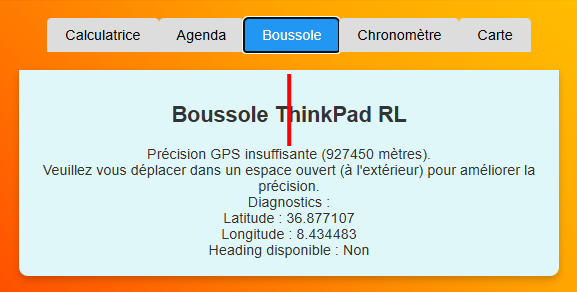 Calculatrice Agenda Boussole Chronomètre Carte
Boussole ThinkPad RL
Précision GPS insuffisante (927450 mètres).
Veuillez vous déplacer dans un espace ouvert (à l'extérieur) pour améliorer la
précision.
Diagnostics :
Latitude : 36.877107
Longitude : 8.434483
Heading disponible : Non